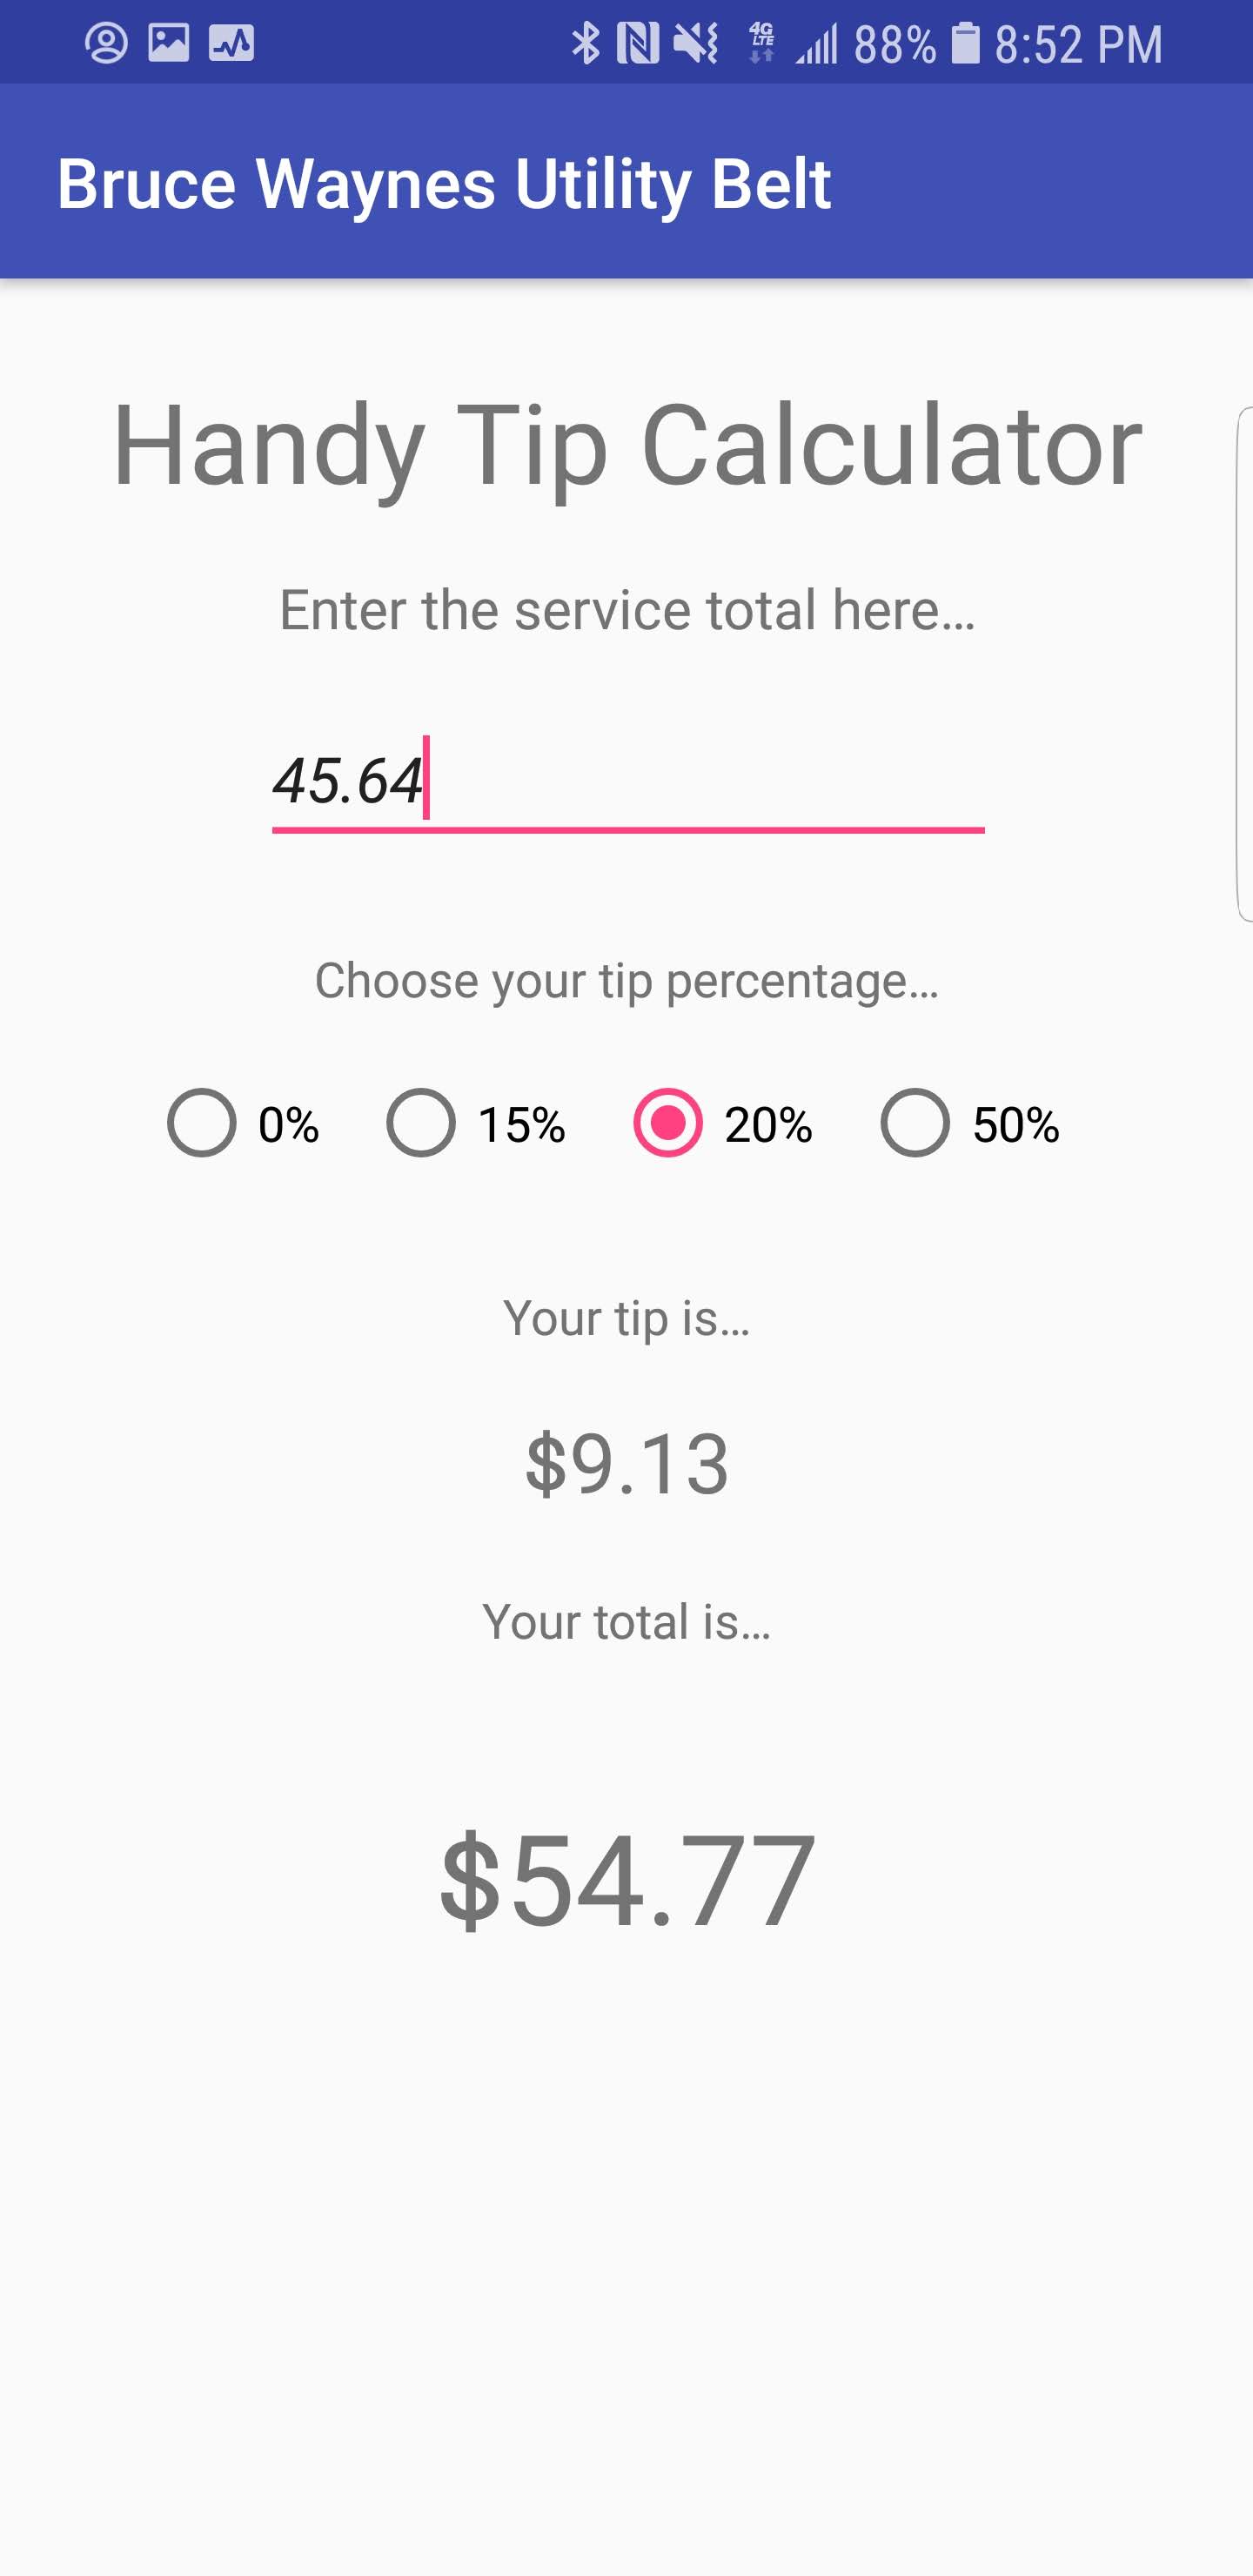 4G LTE 88% 8:52 PM
Bruce Waynes Utility Belt
Handy Tip Calculator
Enter the service total here...
45.64
Choose your tip percentage...
0% 15% 20% 50%
Your tip is...
$9.13
Your total is...
$54.77